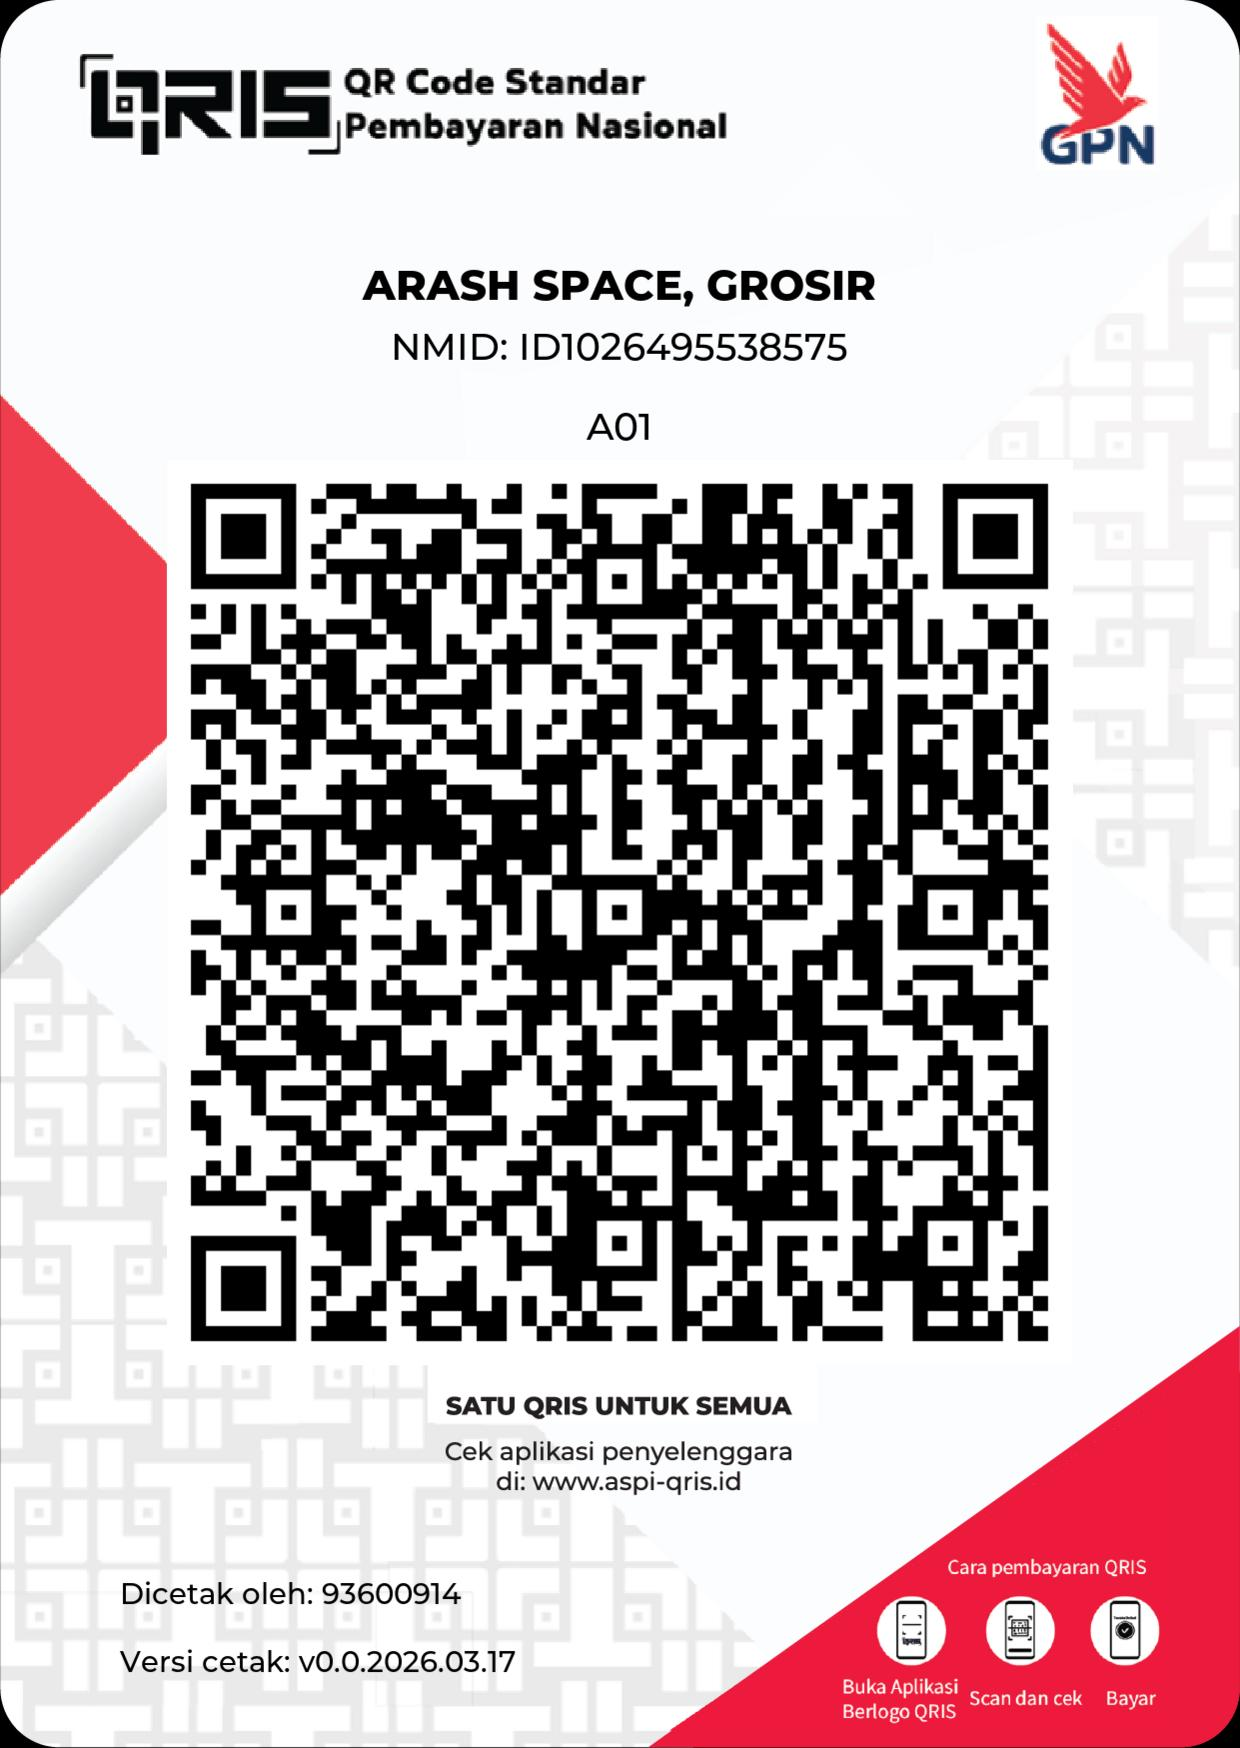 QRIS QR Code Standar
Pembayaran Nasional
GPN
ARASH SPACE, GROSIR
NMID: ID1026495538575
A01
SATU QRIS UNTUK SEMUA
Cek aplikasi penyelenggara
di: www.aspi-qris.id
Dicetak oleh: 93600914
Versi cetak: v0.0.2026.03.17
Cara pembayaran QRIS
Buka Aplikasi
Berlogo QRIS
Scan dan cek
Bayar